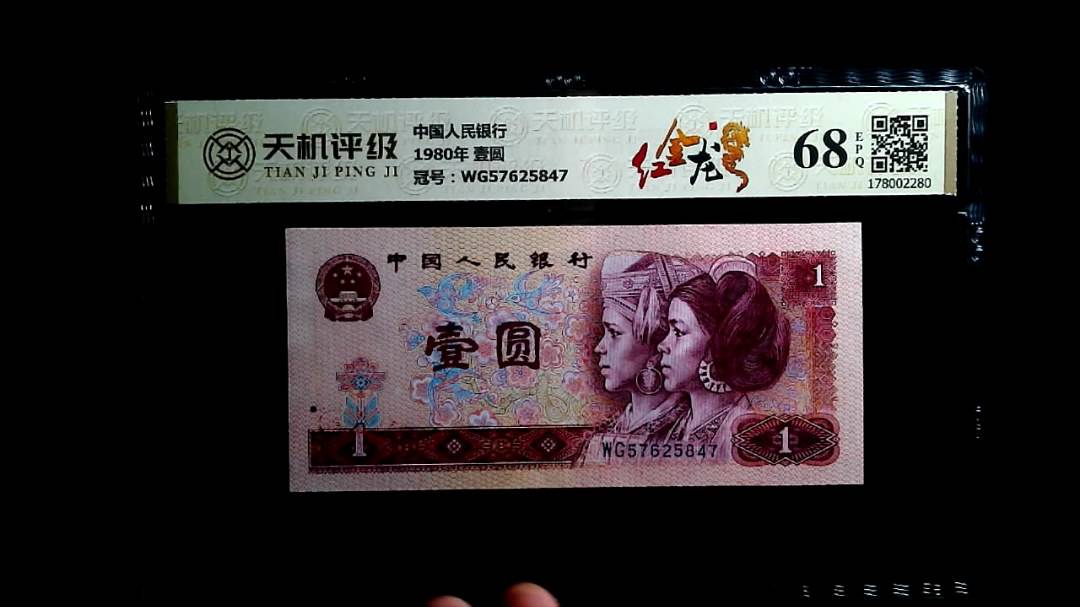 天机评级
TIAN JI PING JI
中国人民银行
1980年 壹圆
冠号：WG57625847
红金龙
68
EPQ
178002280
中国人民银行
1
壹圆
1
WG57625847
1